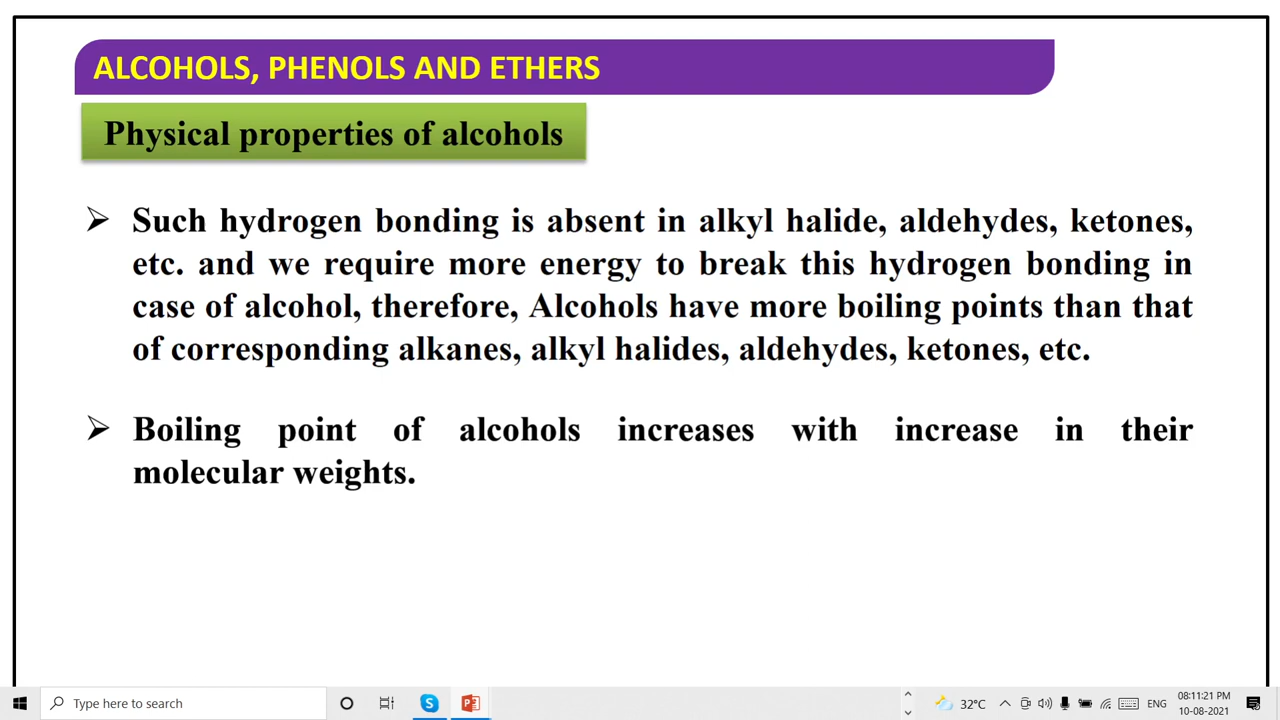 ALCOHOLS, PHENOLS AND ETHERS
Physical properties of alcohols
➢ Such hydrogen bonding is absent in alkyl halide, aldehydes, ketones,
etc. and we require more energy to break this hydrogen bonding in
case of alcohol, therefore, Alcohols have more boiling points than that
of corresponding alkanes, alkyl halides, aldehydes, ketones, etc.
➢ Boiling point of alcohols increases with increase in their
molecular weights.
Type here to search
32°C
ENG
08:11:21 PM
10-08-2021